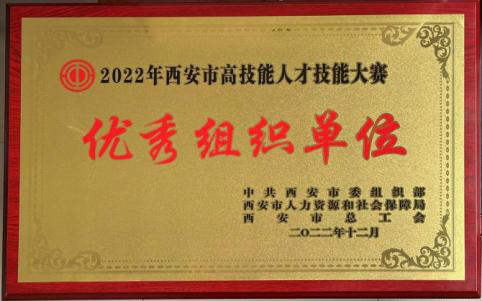 2022年西安市高技能人才技能大赛
优秀组织单位
中共西安市委组织部
西安市人力资源和社会保障局
西安市总工会
二〇二二年十二月